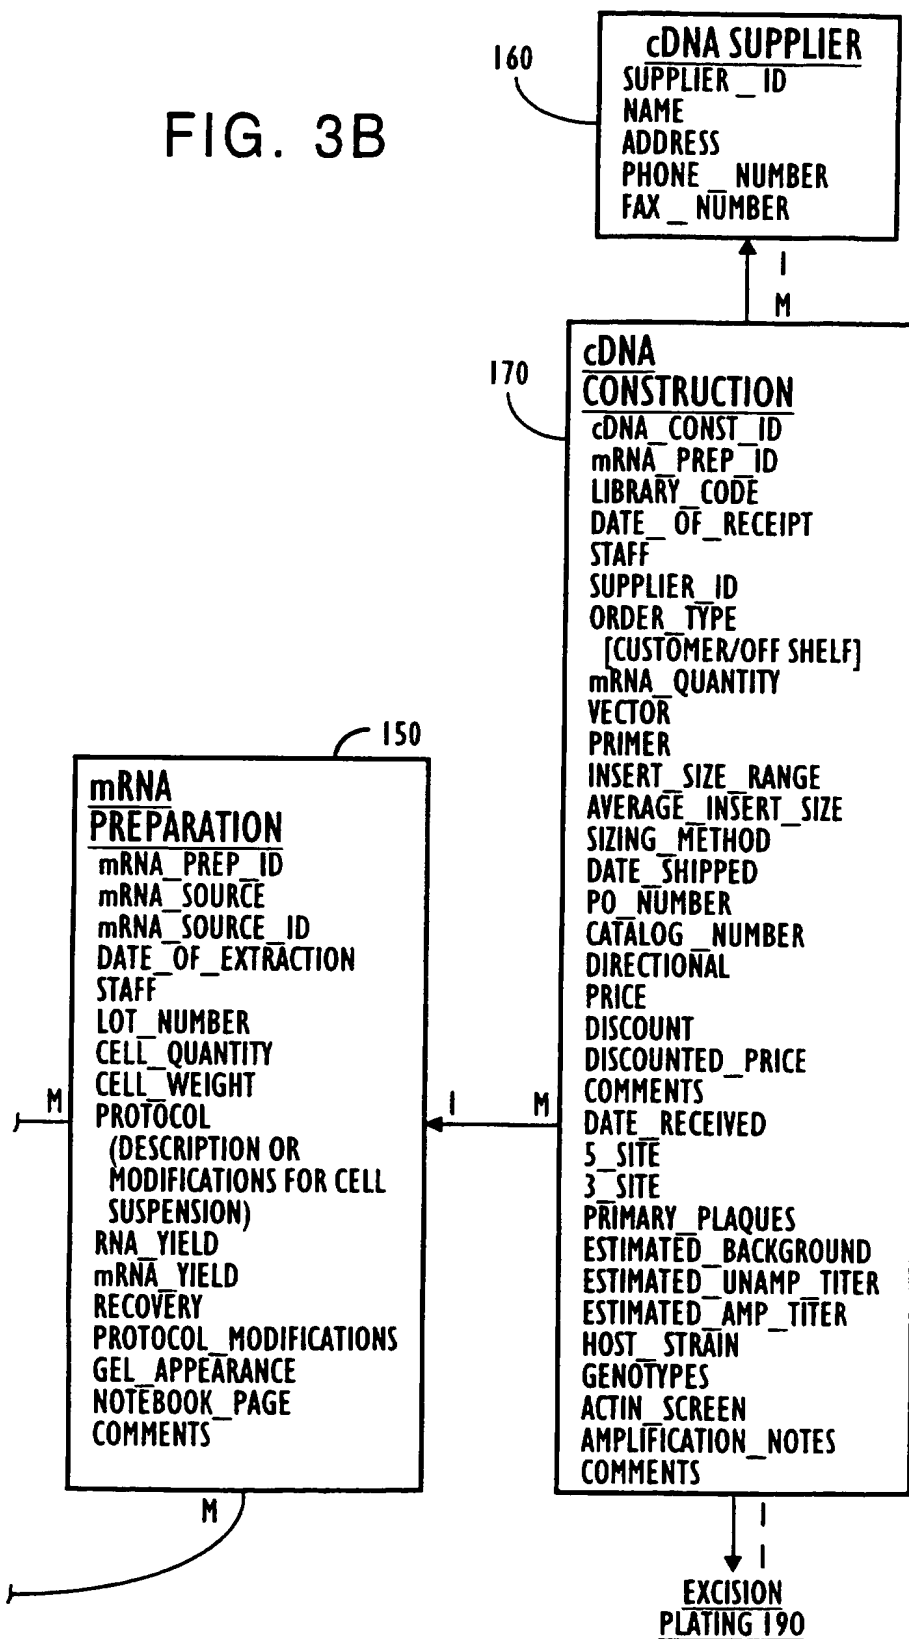 FIG. 3B
160
cDNA SUPPLIER
SUPPLIER_ID
NAME
ADDRESS
PHONE_NUMBER
FAX_NUMBER
1
M
170
cDNA
CONSTRUCTION
cDNA_CONST_ID
mRNA_PREP_ID
LIBRARY_CODE
DATE_OF_RECEIPT
STAFF
SUPPLIER_ID
ORDER_TYPE
[CUSTOMER/OFF SHELF]
mRNA_QUANTITY
VECTOR
PRIMER
INSERT_SIZE_RANGE
AVERAGE_INSERT_SIZE
SIZING_METHOD
DATE_SHIPPED
PO_NUMBER
CATALOG_NUMBER
DIRECTIONAL
PRICE
DISCOUNT
DISCOUNTED_PRICE
COMMENTS
DATE_RECEIVED
5_SITE
3_SITE
PRIMARY_PLAQUES
ESTIMATED_BACKGROUND
ESTIMATED_UNAMP_TITER
ESTIMATED_AMP_TITER
HOST_STRAIN
GENOTYPES
ACTIN_SCREEN
AMPLIFICATION_NOTES
COMMENTS
150
mRNA
PREPARATION
mRNA_PREP_ID
mRNA_SOURCE
mRNA_SOURCE_ID
DATE_OF_EXTRACTION
STAFF
LOT_NUMBER
CELL_QUANTITY
CELL_WEIGHT
PROTOCOL
(DESCRIPTION OR
MODIFICATIONS FOR CELL
SUSPENSION)
RNA_YIELD
mRNA_YIELD
RECOVERY
PROTOCOL_MODIFICATIONS
GEL_APPEARANCE
NOTEBOOK_PAGE
COMMENTS
M
1 M
M
1
1
EXCISION
PLATING 190